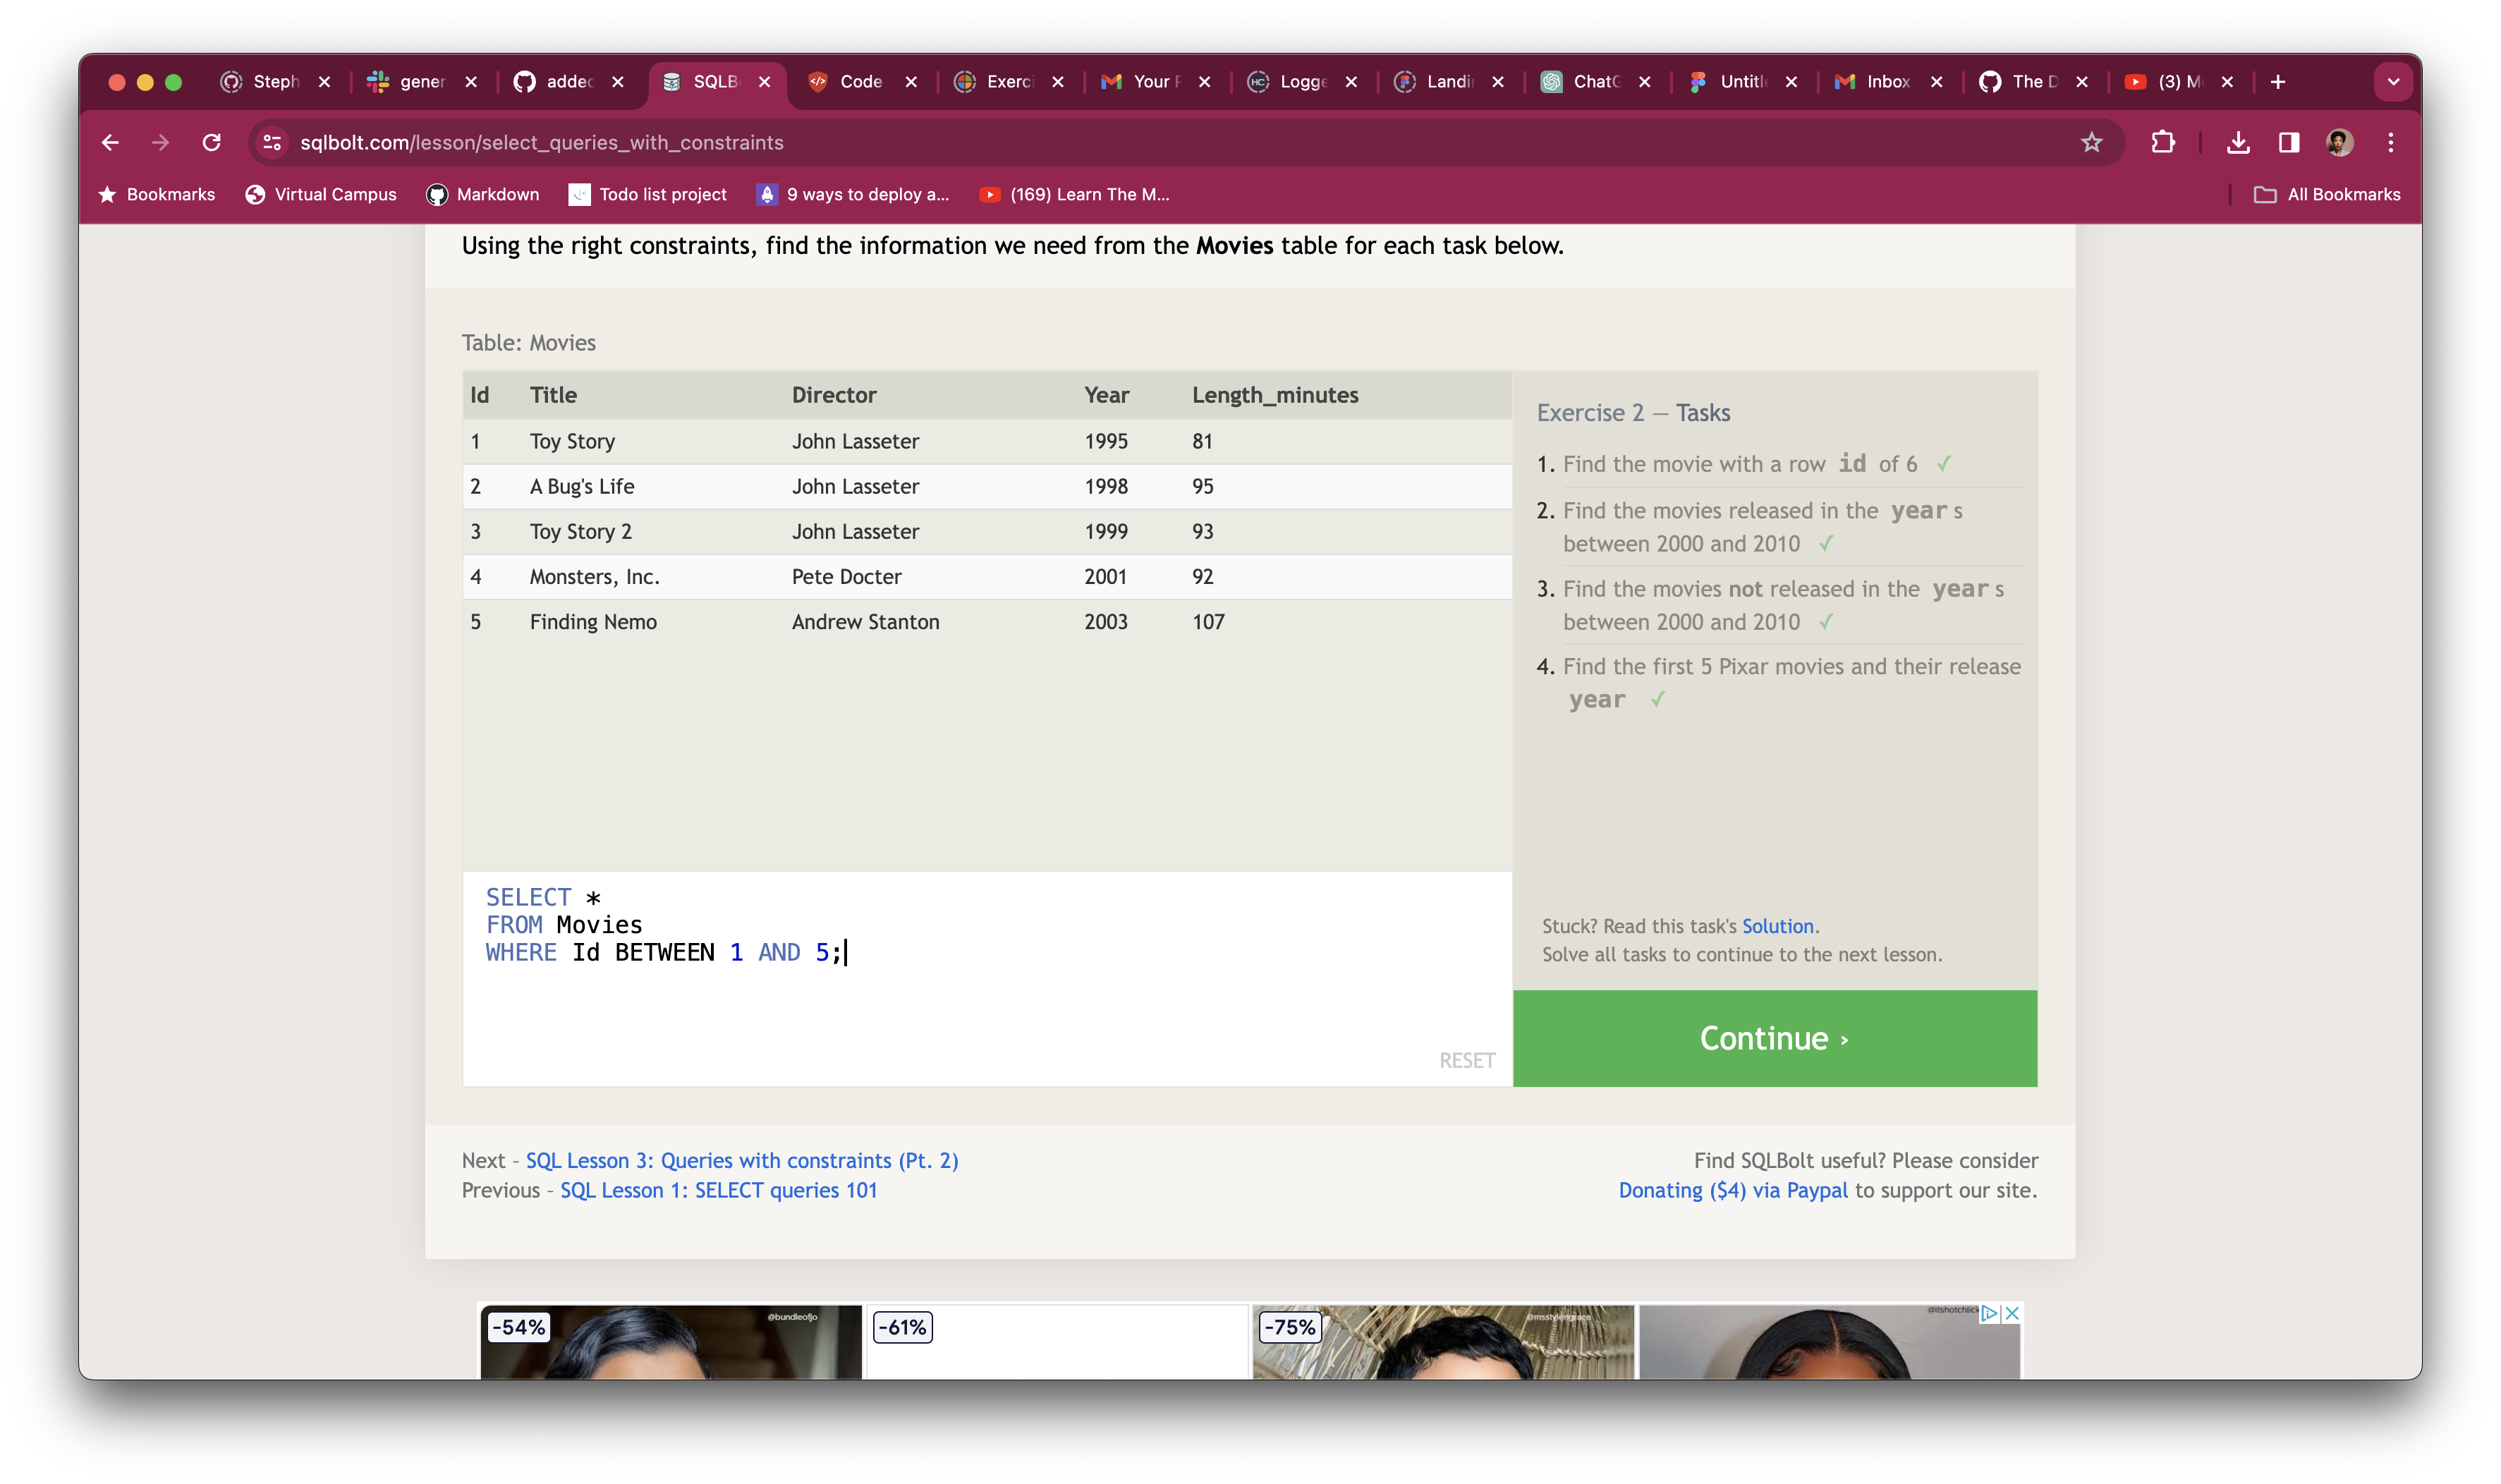 Steph gener added SQLB Code Exerci Your F Logge Landi ChatG Untitle Inbox The D (3) M
sqlbolt.com/lesson/select_queries_with_constraints
Bookmarks Virtual Campus Markdown Todo list project 9 ways to deploy a... (169) Learn The M... All Bookmarks
Using the right constraints, find the information we need from the Movies table for each task below.
Table: Movies
Id Title Director Year Length_minutes
1 Toy Story John Lasseter 1995 81
2 A Bug's Life John Lasseter 1998 95
3 Toy Story 2 John Lasseter 1999 93
4 Monsters, Inc. Pete Docter 2001 92
5 Finding Nemo Andrew Stanton 2003 107
SELECT *
FROM Movies
WHERE Id BETWEEN 1 AND 5;
RESET
Exercise 2 — Tasks
1. Find the movie with a row id of 6 ✓
2. Find the movies released in the year s
between 2000 and 2010 ✓
3. Find the movies not released in the year s
between 2000 and 2010 ✓
4. Find the first 5 Pixar movies and their release
year ✓
Stuck? Read this task's Solution.
Solve all tasks to continue to the next lesson.
Continue ›
Next – SQL Lesson 3: Queries with constraints (Pt. 2)
Previous – SQL Lesson 1: SELECT queries 101
Find SQLBolt useful? Please consider
Donating ($4) via Paypal to support our site.
-54% @bundleofjo -61% -75% @msstylengrace